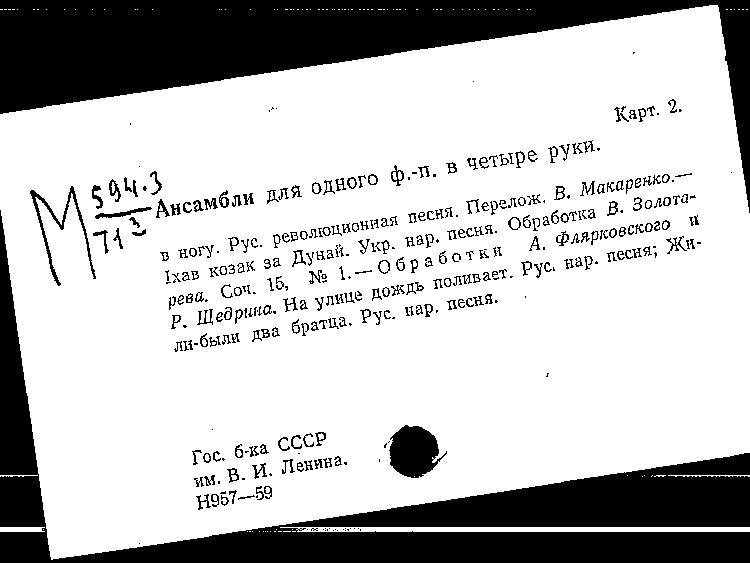 Карт. 2.
М 594.3
71³
Ансамбли для одного ф.-п. в четыре руки.
в ногу. Рус. революционная песня. Перелож. В. Макаренко.—
Їхав козак за Дунай. Укр. нар. песня. Обработка В. Золота-
рева. Соч. 15, № 1.—Обработки А. Флярковского и
Р. Щедрина. На улице дождь поливает. Рус. нар. песня; Жи-
ли-были два братца. Рус. нар. песня.
Гос. б-ка СССР
им. В. И. Ленина.
Н957—59